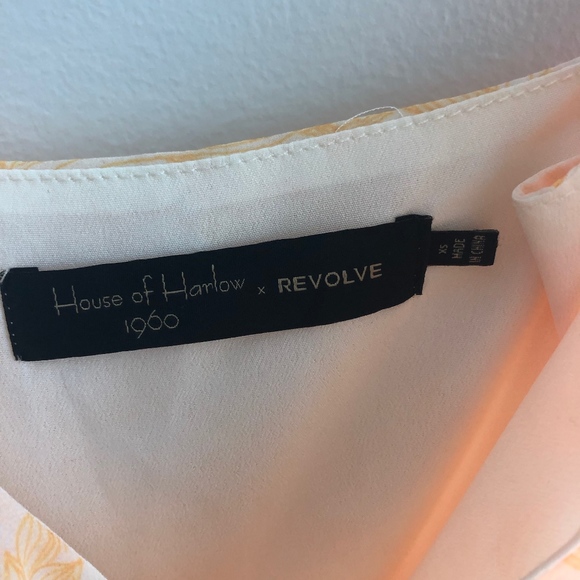 House of Harlow x REVOLVE
1960
XS
MADE
IN CHINA